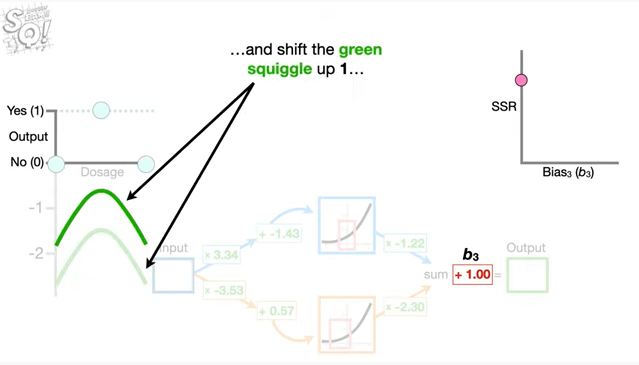 …and shift the green
squiggle up 1…
Yes (1)
Output
No (0)
Dosage
-1
-2
SSR
Bias₃ (b₃)
Input
+ -1.43
x 3.34
x -1.22
x -3.53
+ 0.57
x -2.30
b₃
sum + 1.00 =
Output